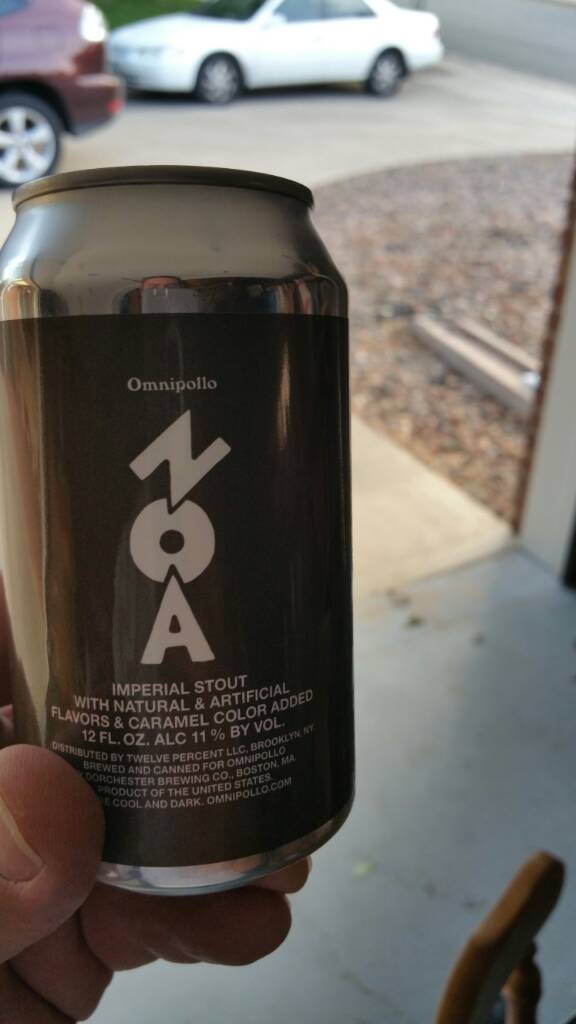 Omnipollo
NOA
IMPERIAL STOUT
WITH NATURAL & ARTIFICIAL
FLAVORS & CARAMEL COLOR ADDED
12 FL. OZ. ALC 11 % BY VOL.
DISTRIBUTED BY TWELVE PERCENT LLC, BROOKLYN, NY.
BREWED AND CANNED FOR OMNIPOLLO
DORCHESTER BREWING CO., BOSTON, MA
PRODUCT OF THE UNITED STATES.
COOL AND DARK. OMNIPOLLO.COM